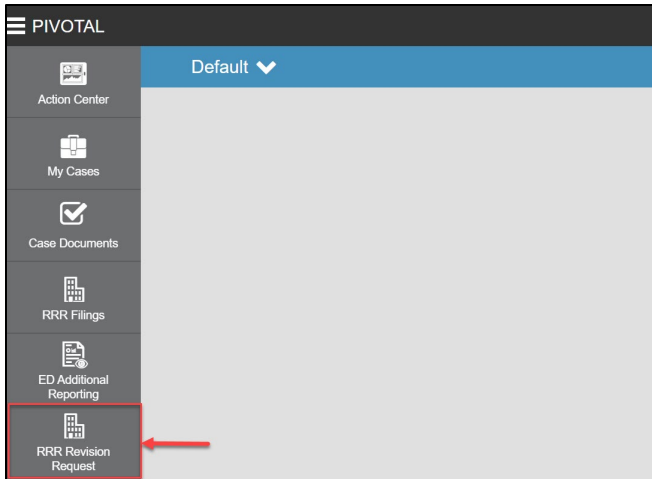 PIVOTAL
Default
Action Center
My Cases
Case Documents
RRR Filings
ED Additional
Reporting
RRR Revision
Request